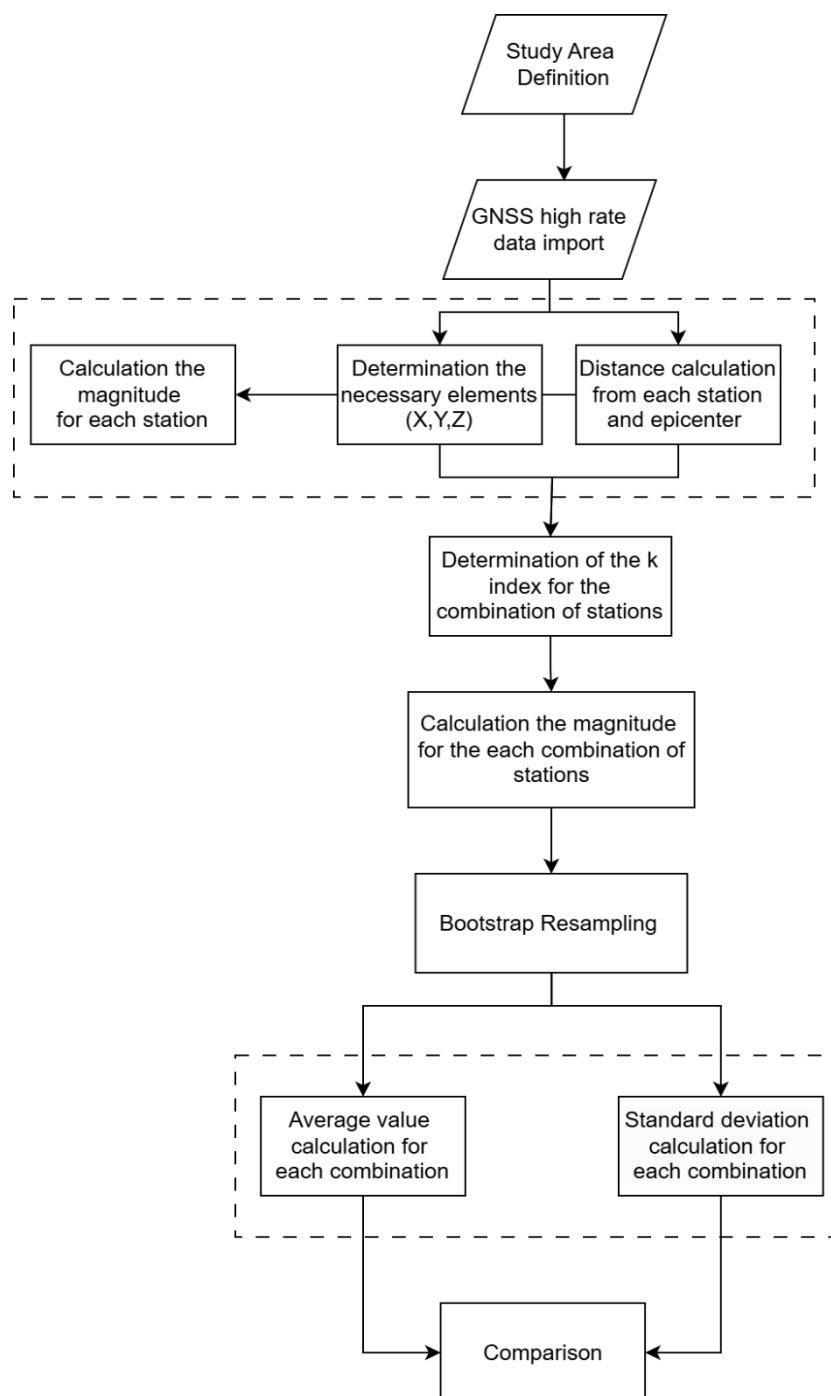 Study Area
Definition
GNSS high rate
data import
Calculation the
magnitude
for each station
Determination the
necessary elements
(X,Y,Z)
Distance calculation
from each station
and epicenter
Determination of the k
index for the
combination of stations
Calculation the magnitude
for the each combination of
stations
Bootstrap Resampling
Average value
calculation for
each combination
Standard deviation
calculation for
each combination
Comparison